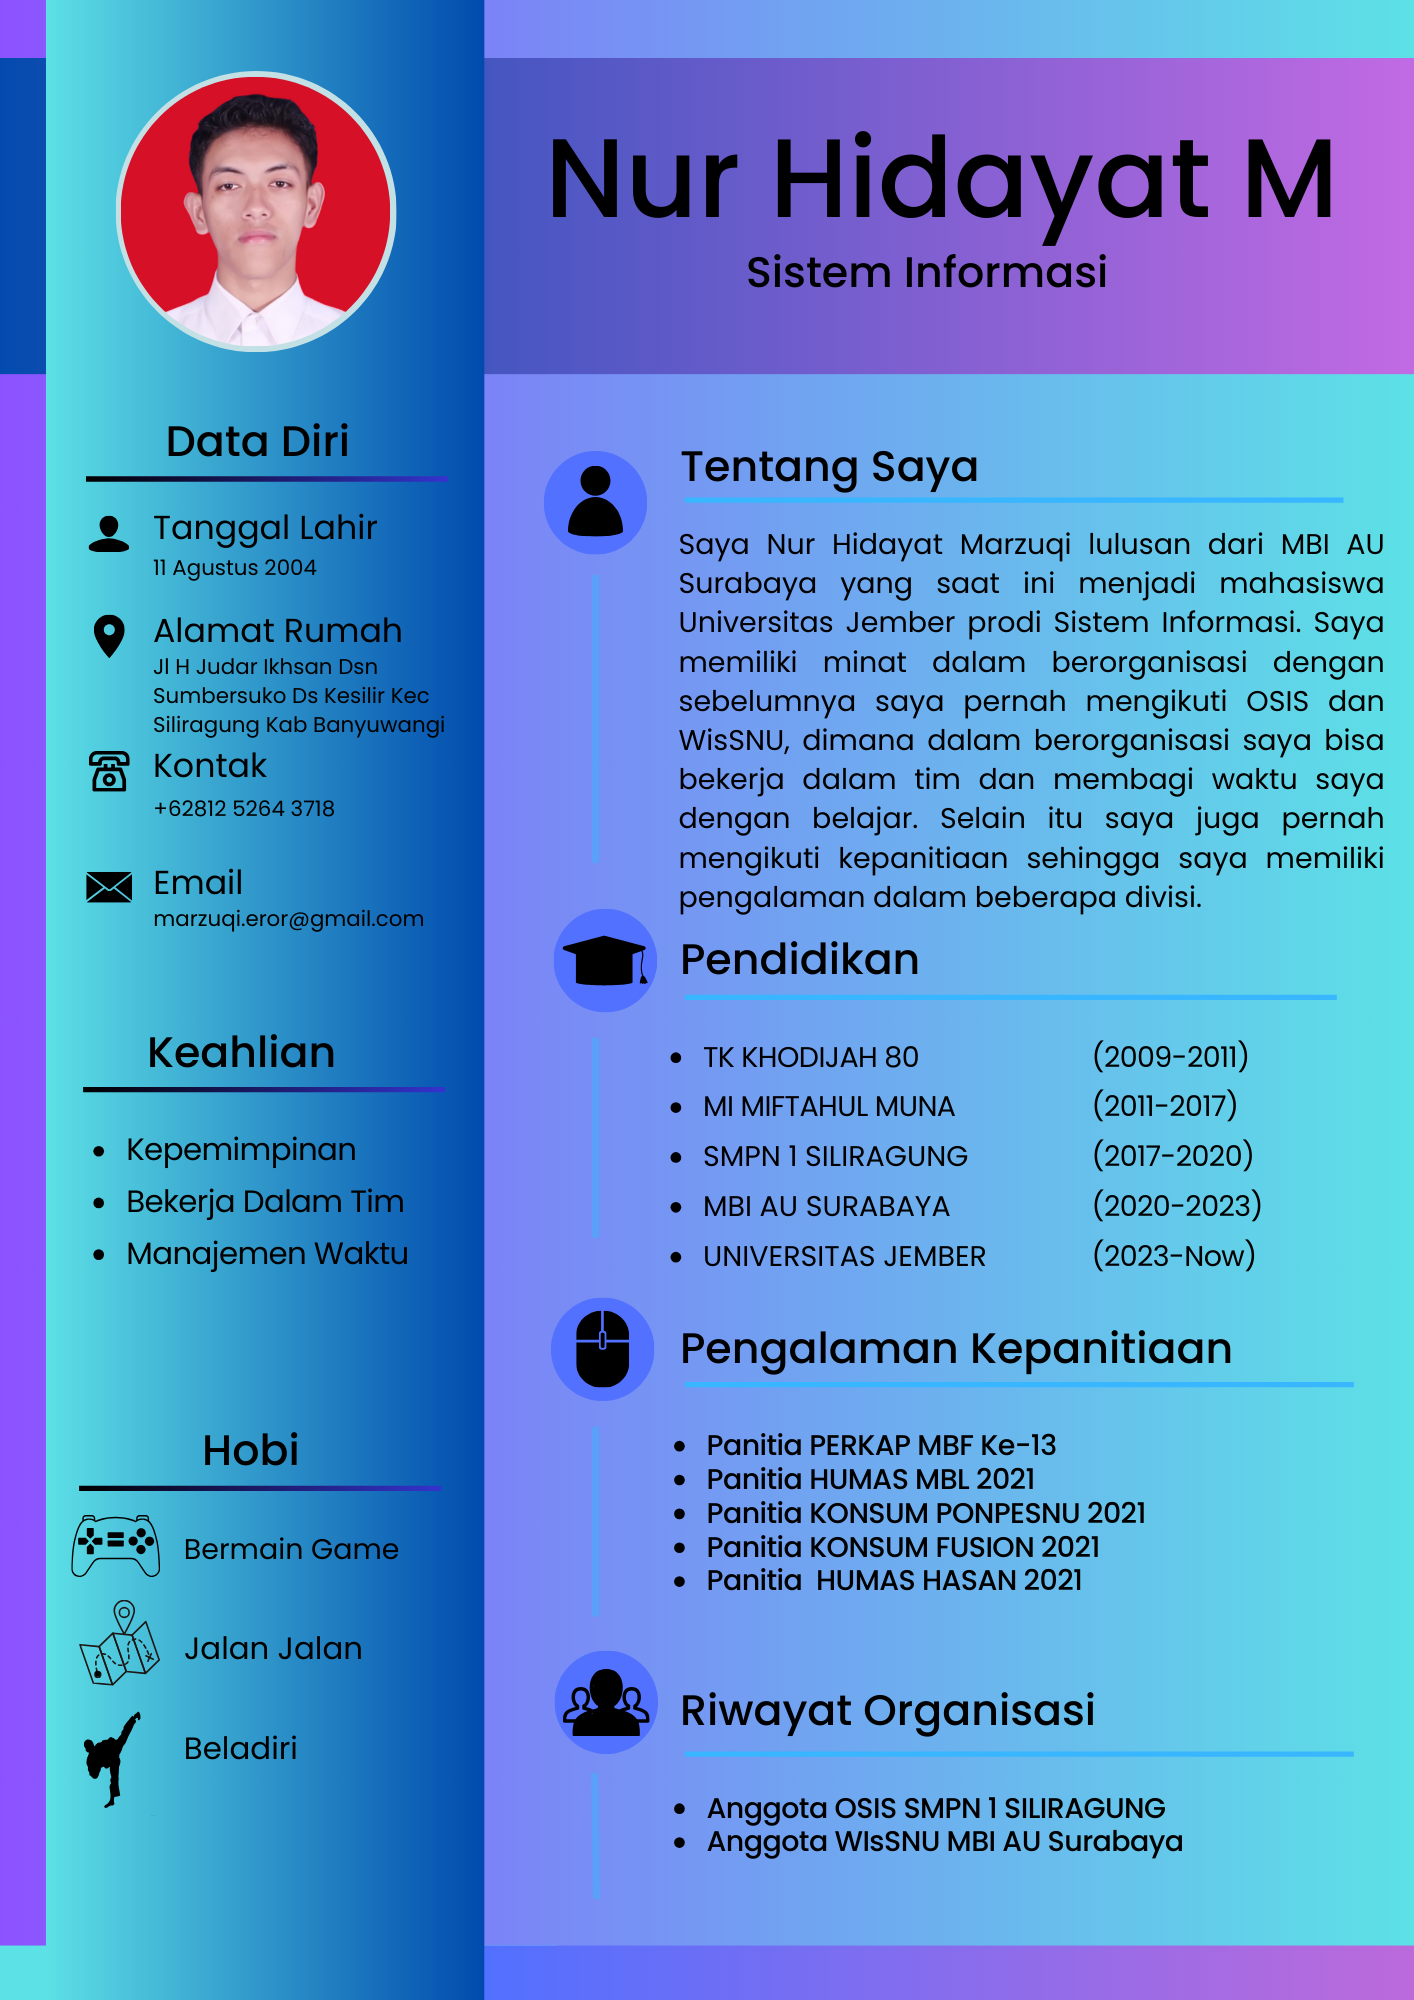 Nur Hidayat M
Sistem Informasi
Data Diri
Tanggal Lahir
11 Agustus 2004
Alamat Rumah
Jl H Judar Ikhsan Dsn
Sumbersuko Ds Kesilir Kec
Siliragung Kab Banyuwangi
Kontak
+62812 5264 3718
Email
marzuqi.eror@gmail.com
Keahlian
• Kepemimpinan
• Bekerja Dalam Tim
• Manajemen Waktu
Hobi
Bermain Game
Jalan Jalan
Beladiri
Tentang Saya
Saya Nur Hidayat Marzuqi lulusan dari MBI AU
Surabaya yang saat ini menjadi mahasiswa
Universitas Jember prodi Sistem Informasi. Saya
memiliki minat dalam berorganisasi dengan
sebelumnya saya pernah mengikuti OSIS dan
WisSNU, dimana dalam berorganisasi saya bisa
bekerja dalam tim dan membagi waktu saya
dengan belajar. Selain itu saya juga pernah
mengikuti kepanitiaan sehingga saya memiliki
pengalaman dalam beberapa divisi.
Pendidikan
• TK KHODIJAH 80 (2009-2011)
• MI MIFTAHUL MUNA (2011-2017)
• SMPN 1 SILIRAGUNG (2017-2020)
• MBI AU SURABAYA (2020-2023)
• UNIVERSITAS JEMBER (2023-Now)
Pengalaman Kepanitiaan
• Panitia PERKAP MBF Ke-13
• Panitia HUMAS MBL 2021
• Panitia KONSUM PONPESNU 2021
• Panitia KONSUM FUSION 2021
• Panitia HUMAS HASAN 2021
Riwayat Organisasi
• Anggota OSIS SMPN 1 SILIRAGUNG
• Anggota WIsSNU MBI AU Surabaya